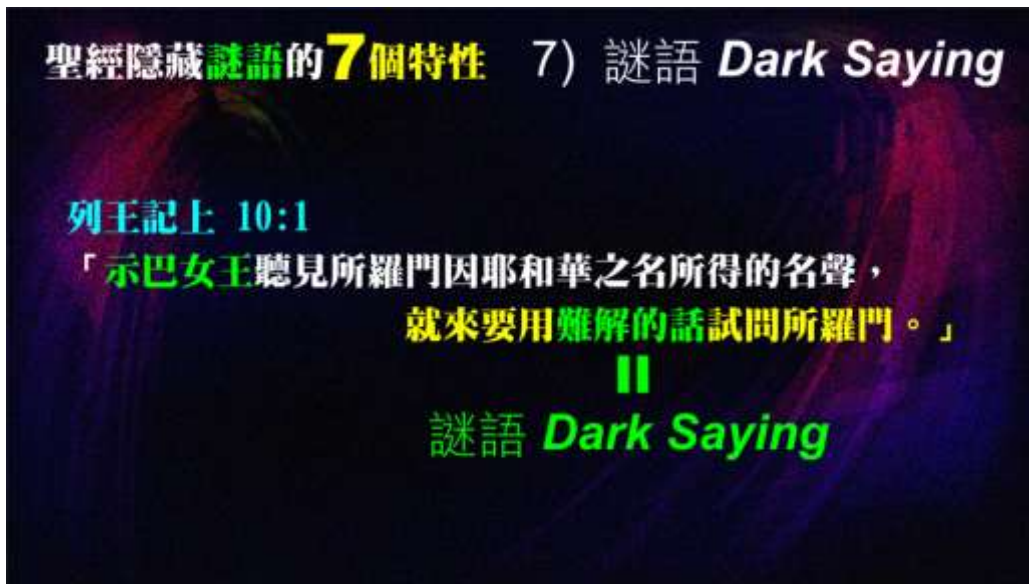 聖經隱藏謎語的7個特性 7) 謎語 Dark Saying
列王記上 10:1
「示巴女王聽見所羅門因耶和華之名所得的名聲，
就來要用難解的話試問所羅門。」
=
謎語 Dark Saying